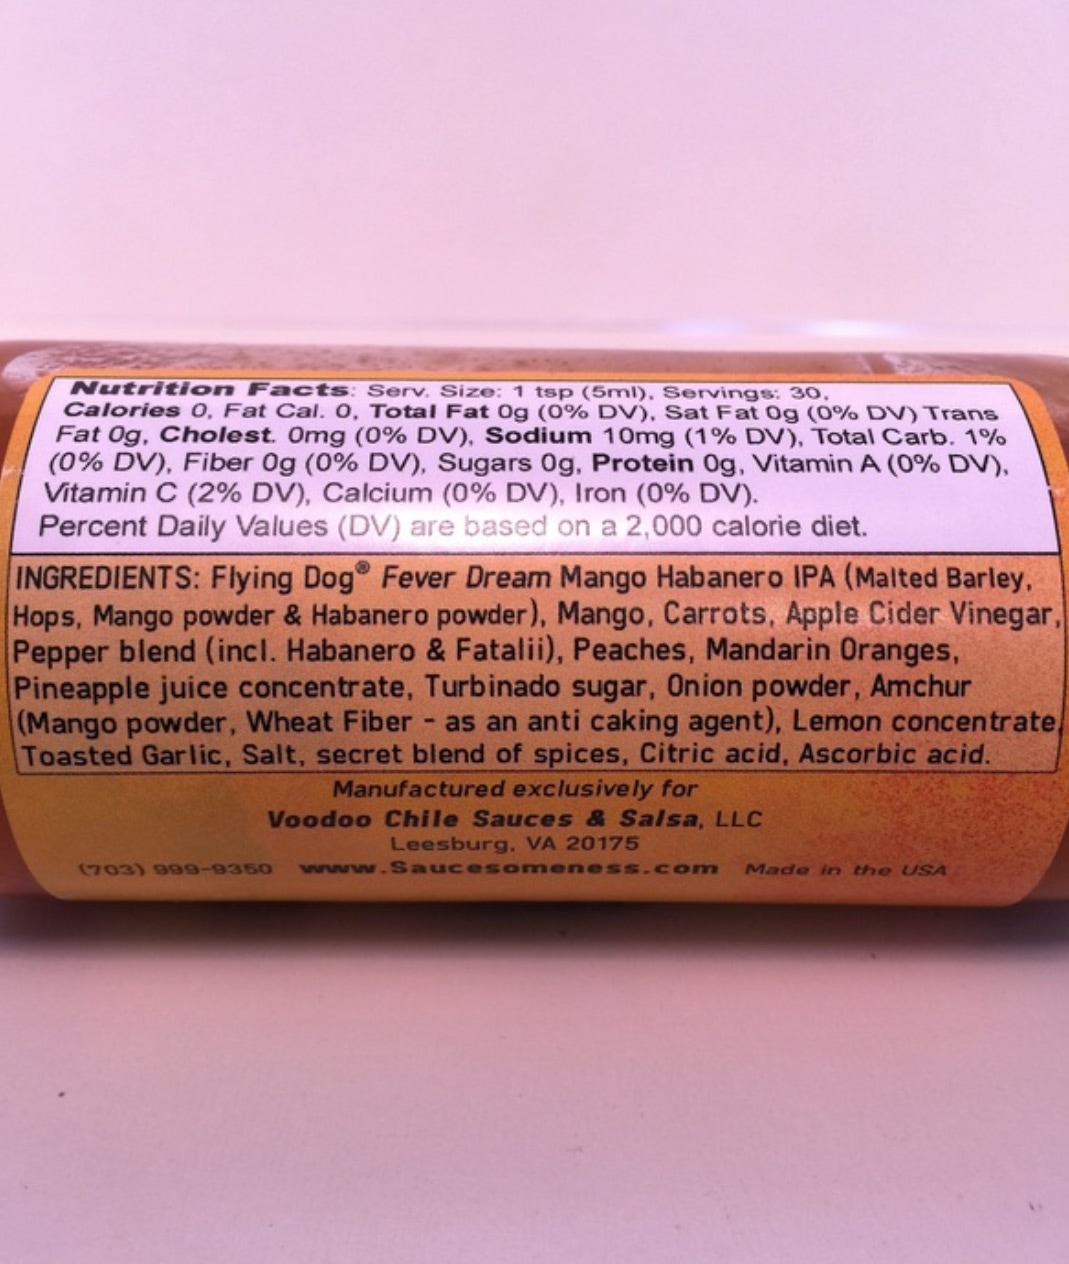 Nutrition Facts: Serv. Size: 1 tsp (5ml), Servings: 30,
Calories 0, Fat Cal. 0, Total Fat 0g (0% DV), Sat Fat 0g (0% DV) Trans
Fat 0g, Cholest. 0mg (0% DV), Sodium 10mg (1% DV), Total Carb. 1%
(0% DV), Fiber 0g (0% DV), Sugars 0g, Protein 0g, Vitamin A (0% DV),
Vitamin C (2% DV), Calcium (0% DV), Iron (0% DV).
Percent Daily Values (DV) are based on a 2,000 calorie diet.
INGREDIENTS: Flying Dog® Fever Dream Mango Habanero IPA (Malted Barley,
Hops, Mango powder & Habanero powder), Mango, Carrots, Apple Cider Vinegar,
Pepper blend (incl. Habanero & Fatalii), Peaches, Mandarin Oranges,
Pineapple juice concentrate, Turbinado sugar, Onion powder, Amchur
(Mango powder, Wheat Fiber - as an anti caking agent), Lemon concentrate,
Toasted Garlic, Salt, secret blend of spices, Citric acid, Ascorbic acid.
Manufactured exclusively for
Voodoo Chile Sauces & Salsa, LLC
Leesburg, VA 20175
(703) 999-9350 www.Saucesomeness.com Made in the USA